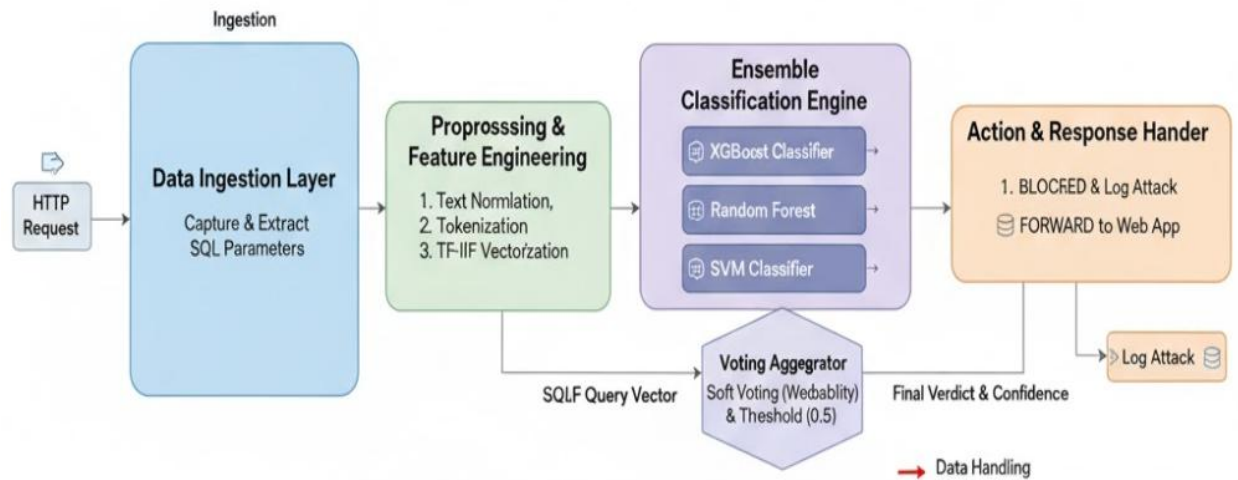 Ingestion
HTTP
Request
Data Ingestion Layer
Capture & Extract
SQL Parameters
Proprosssing &
Feature Engineering
1. Text Normlation,
2. Tokenization
3. TF-IIF Vectorzation
Ensemble
Classification Engine
XGBoost Classifier
Random Forest
SVM Classifier
Action & Response Hander
1. BLOCFED & Log Attack
FORWARD to Web App
Log Attack
Voting Aggegrator
Soft Voting (Wedablity)
& Theshold (0.5)
SQLF Query Vector
Final Verdict & Confidence
Data Handling